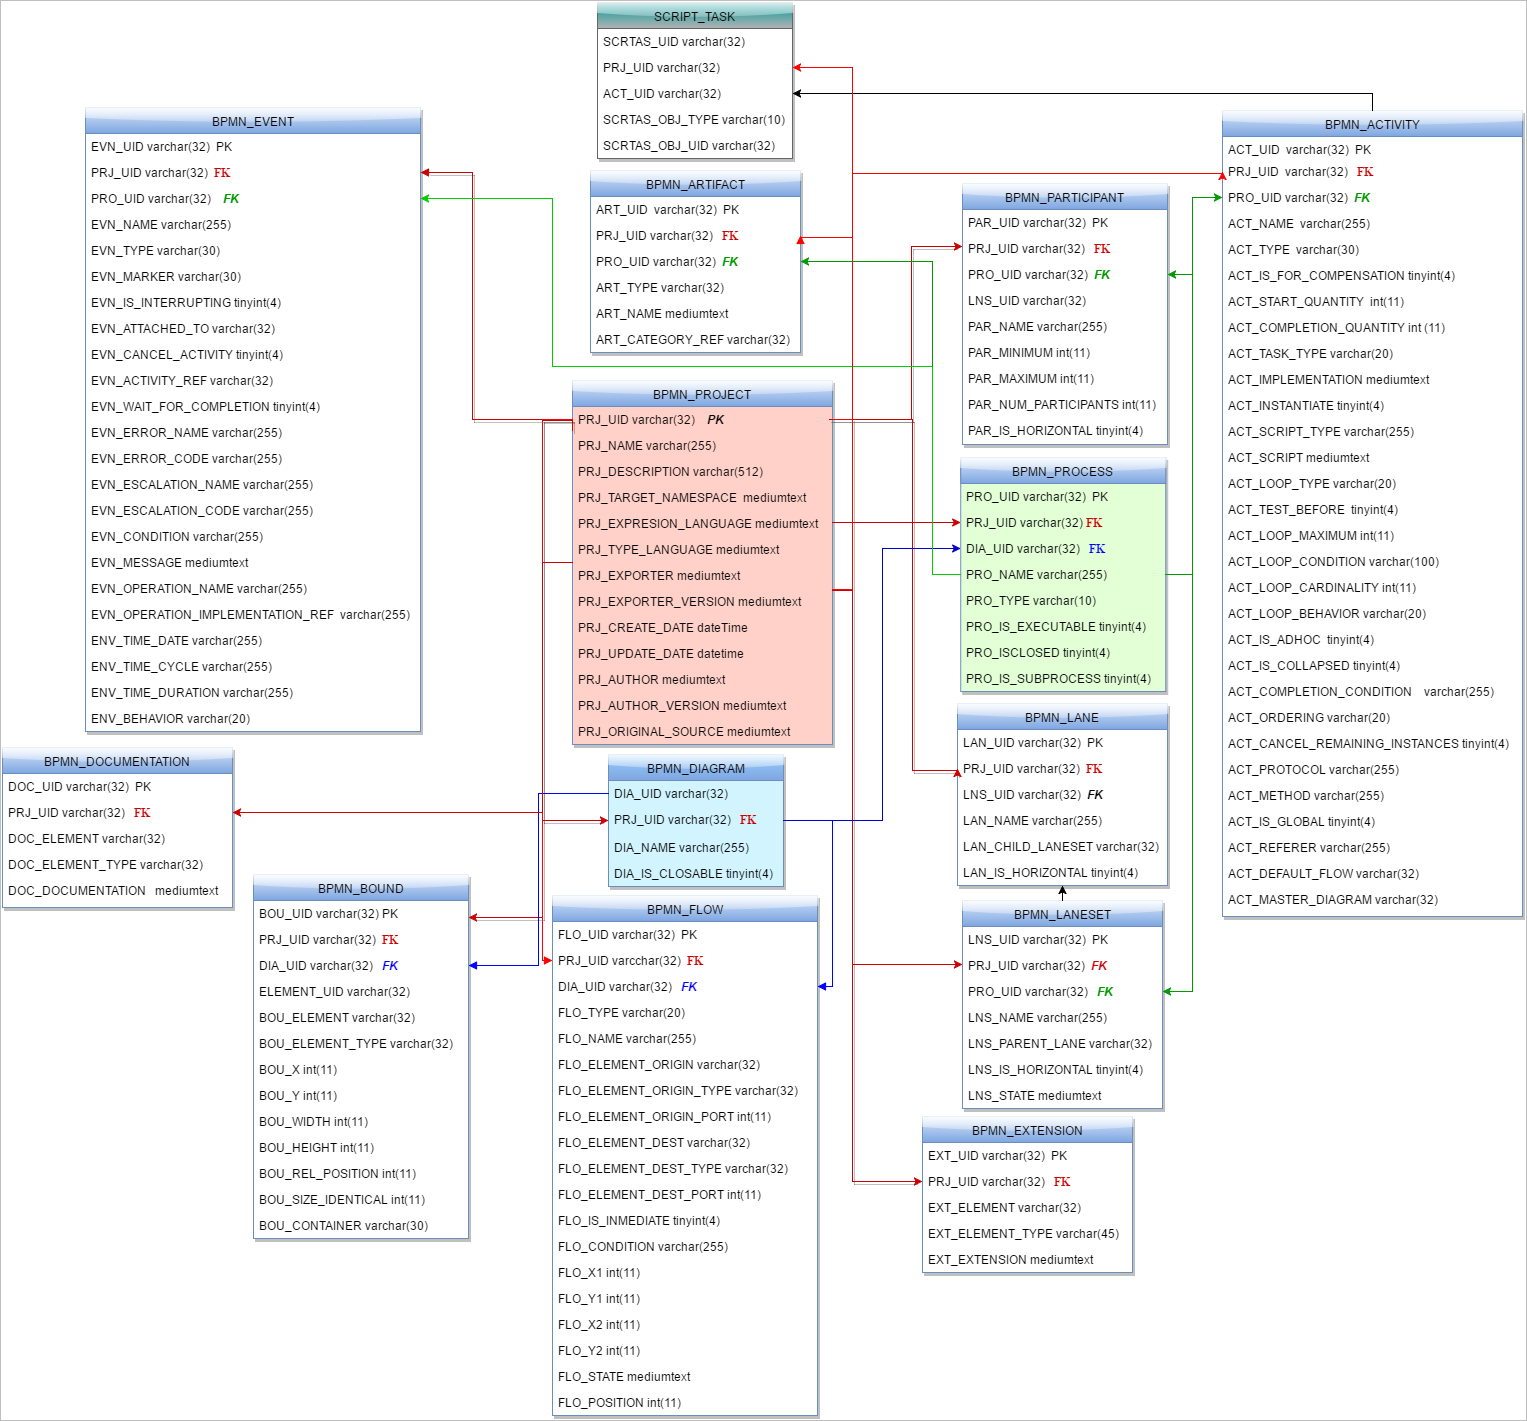 SCRIPT_TASK
SCRTAS_UID varchar(32)
PRJ_UID varchar(32)
ACT_UID varchar(32)
SCRTAS_OBJ_TYPE varchar(10)
SCRTAS_OBJ_UID varchar(32)
BPMN_EVENT
EVN_UID varchar(32) PK
PRJ_UID varchar(32) FK
PRO_UID varchar(32) FK
EVN_NAME varchar(255)
EVN_TYPE varchar(30)
EVN_MARKER varchar(30)
EVN_IS_INTERRUPTING tinyint(4)
EVN_ATTACHED_TO varchar(32)
EVN_CANCEL_ACTIVITY tinyint(4)
EVN_ACTIVITY_REF varchar(32)
EVN_WAIT_FOR_COMPLETION tinyint(4)
EVN_ERROR_NAME varchar(255)
EVN_ERROR_CODE varchar(255)
EVN_ESCALATION_NAME varchar(255)
EVN_ESCALATION_CODE varchar(255)
EVN_CONDITION varchar(255)
EVN_MESSAGE mediumtext
EVN_OPERATION_NAME varchar(255)
EVN_OPERATION_IMPLEMENTATION_REF varchar(255)
ENV_TIME_DATE varchar(255)
ENV_TIME_CYCLE varchar(255)
ENV_TIME_DURATION varchar(255)
ENV_BEHAVIOR varchar(20)
BPMN_ARTIFACT
ART_UID varchar(32) PK
PRJ_UID varchar(32) FK
PRO_UID varchar(32) FK
ART_TYPE varchar(32)
ART_NAME mediumtext
ART_CATEGORY_REF varchar(32)
BPMN_PARTICIPANT
PAR_UID varchar(32) PK
PRJ_UID varchar(32) FK
PRO_UID varchar(32) FK
LNS_UID varchar(32)
PAR_NAME varchar(255)
PAR_MINIMUM int(11)
PAR_MAXIMUM int(11)
PAR_NUM_PARTICIPANTS int(11)
PAR_IS_HORIZONTAL tinyint(4)
BPMN_ACTIVITY
ACT_UID varchar(32) PK
PRJ_UID varchar(32) FK
PRO_UID varchar(32) FK
ACT_NAME varchar(255)
ACT_TYPE varchar(30)
ACT_IS_FOR_COMPENSATION tinyint(4)
ACT_START_QUANTITY int(11)
ACT_COMPLETION_QUANTITY int (11)
ACT_TASK_TYPE varchar(20)
ACT_IMPLEMENTATION mediumtext
ACT_INSTANTIATE tinyint(4)
ACT_SCRIPT_TYPE varchar(255)
ACT_SCRIPT mediumtext
ACT_LOOP_TYPE varchar(20)
ACT_TEST_BEFORE tinyint(4)
ACT_LOOP_MAXIMUM int(11)
ACT_LOOP_CONDITION varchar(100)
ACT_LOOP_CARDINALITY int(11)
ACT_LOOP_BEHAVIOR varchar(20)
ACT_IS_ADHOC tinyint(4)
ACT_IS_COLLAPSED tinyint(4)
ACT_COMPLETION_CONDITION varchar(255)
ACT_ORDERING varchar(20)
ACT_CANCEL_REMAINING_INSTANCES tinyint(4)
ACT_PROTOCOL varchar(255)
ACT_METHOD varchar(255)
ACT_IS_GLOBAL tinyint(4)
ACT_REFERER varchar(255)
ACT_DEFAULT_FLOW varchar(32)
ACT_MASTER_DIAGRAM varchar(32)
BPMN_PROJECT
PRJ_UID varchar(32) PK
PRJ_NAME varchar(255)
PRJ_DESCRIPTION varchar(512)
PRJ_TARGET_NAMESPACE mediumtext
PRJ_EXPRESION_LANGUAGE mediumtext
PRJ_TYPE_LANGUAGE mediumtext
PRJ_EXPORTER mediumtext
PRJ_EXPORTER_VERSION mediumtext
PRJ_CREATE_DATE dateTime
PRJ_UPDATE_DATE datetime
PRJ_AUTHOR mediumtext
PRJ_AUTHOR_VERSION mediumtext
PRJ_ORIGINAL_SOURCE mediumtext
BPMN_PROCESS
PRO_UID varchar(32) PK
PRJ_UID varchar(32) FK
DIA_UID varchar(32) FK
PRO_NAME varchar(255)
PRO_TYPE varchar(10)
PRO_IS_EXECUTABLE tinyint(4)
PRO_ISCLOSED tinyint(4)
PRO_IS_SUBPROCESS tinyint(4)
BPMN_LANE
LAN_UID varchar(32) PK
PRJ_UID varchar(32) FK
LNS_UID varchar(32) FK
LAN_NAME varchar(255)
LAN_CHILD_LANESET varchar(32)
LAN_IS_HORIZONTAL tinyint(4)
BPMN_DOCUMENTATION
DOC_UID varchar(32) PK
PRJ_UID varchar(32) FK
DOC_ELEMENT varchar(32)
DOC_ELEMENT_TYPE varchar(32)
DOC_DOCUMENTATION mediumtext
BPMN_DIAGRAM
DIA_UID varchar(32)
PRJ_UID varchar(32) FK
DIA_NAME varchar(255)
DIA_IS_CLOSABLE tinyint(4)
BPMN_BOUND
BOU_UID varchar(32) PK
PRJ_UID varchar(32) FK
DIA_UID varchar(32) FK
ELEMENT_UID varchar(32)
BOU_ELEMENT varchar(32)
BOU_ELEMENT_TYPE varchar(32)
BOU_X int(11)
BOU_Y int(11)
BOU_WIDTH int(11)
BOU_HEIGHT int(11)
BOU_REL_POSITION int(11)
BOU_SIZE_IDENTICAL int(11)
BOU_CONTAINER varchar(30)
BPMN_FLOW
FLO_UID varchar(32) PK
PRJ_UID varcchar(32) FK
DIA_UID varchar(32) FK
FLO_TYPE varchar(20)
FLO_NAME varchar(255)
FLO_ELEMENT_ORIGIN varchar(32)
FLO_ELEMENT_ORIGIN_TYPE varchar(32)
FLO_ELEMENT_ORIGIN_PORT int(11)
FLO_ELEMENT_DEST varchar(32)
FLO_ELEMENT_DEST_TYPE varchar(32)
FLO_ELEMENT_DEST_PORT int(11)
FLO_IS_INMEDIATE tinyint(4)
FLO_CONDITION varchar(255)
FLO_X1 int(11)
FLO_Y1 int(11)
FLO_X2 int(11)
FLO_Y2 int(11)
FLO_STATE mediumtext
FLO_POSITION int(11)
BPMN_LANESET
LNS_UID varchar(32) PK
PRJ_UID varchar(32) FK
PRO_UID varchar(32) FK
LNS_NAME varchar(255)
LNS_PARENT_LANE varchar(32)
LNS_IS_HORIZONTAL tinyint(4)
LNS_STATE mediumtext
BPMN_EXTENSION
EXT_UID varchar(32) PK
PRJ_UID varchar(32) FK
EXT_ELEMENT varchar(32)
EXT_ELEMENT_TYPE varchar(45)
EXT_EXTENSION mediumtext